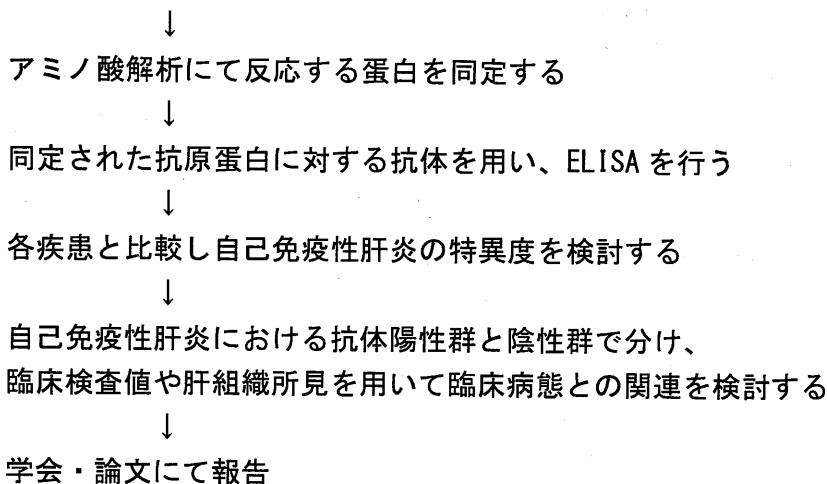 ↓
アミノ酸解析にて反応する蛋白を同定する
↓
同定された抗原蛋白に対する抗体を用い、ELISA を行う
↓
各疾患と比較し自己免疫性肝炎の特異度を検討する
↓
自己免疫性肝炎における抗体陽性群と陰性群で分け、
臨床検査値や肝組織所見を用いて臨床病態との関連を検討する
↓
学会・論文にて報告